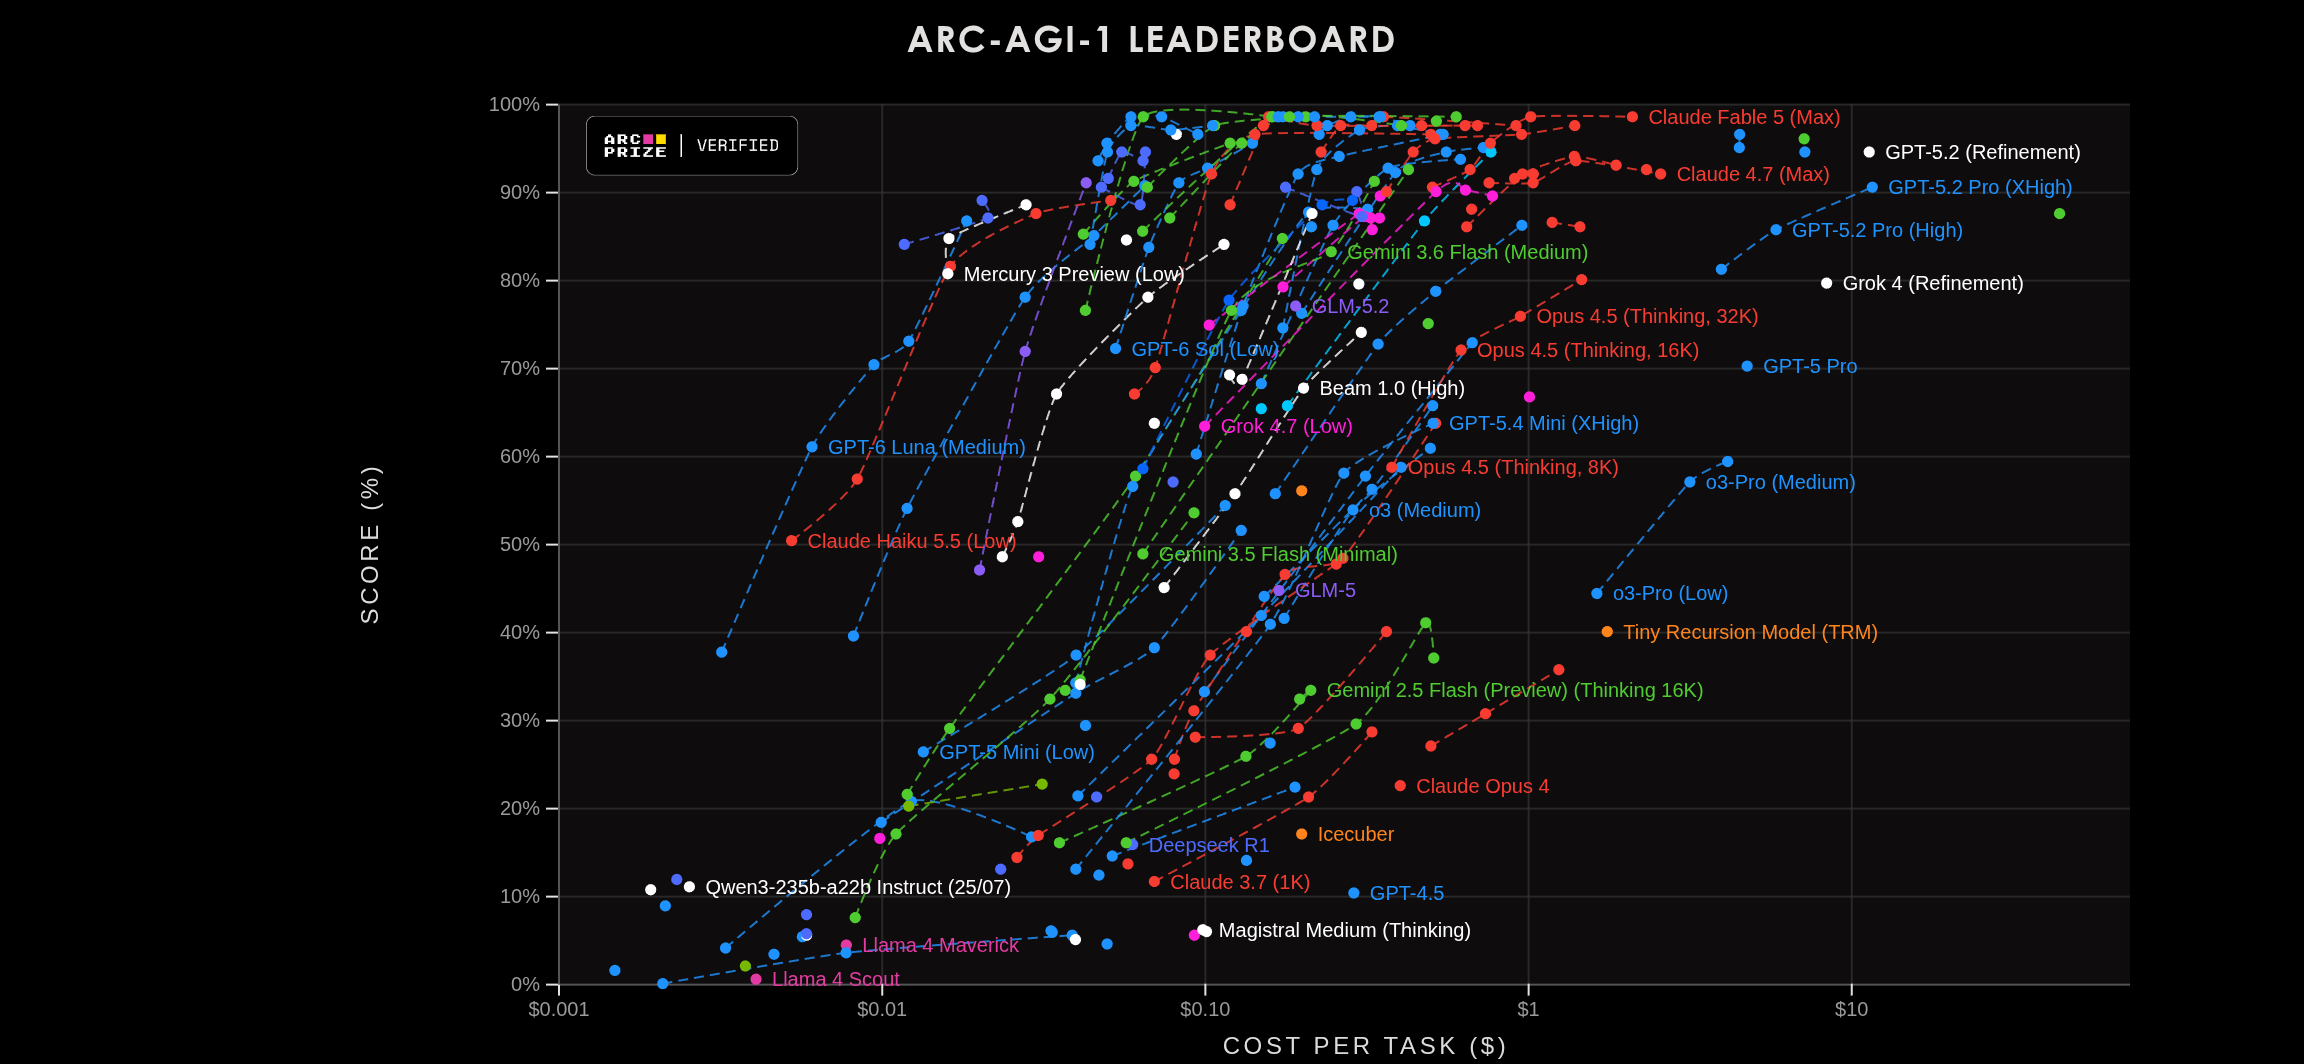 ARC-AGI-1 LEADERBOARD
ARC PRIZE | VERIFIED
SCORE (%)
100%
90%
80%
70%
60%
50%
40%
30%
20%
10%
0%
Claude Fable 5 (Max)
GPT-5.2 (Refinement)
Claude 4.7 (Max)
GPT-5.2 Pro (XHigh)
GPT-5.2 Pro (High)
Gemini 3.6 Flash (Medium)
Mercury 3 Preview (Low)
Grok 4 (Refinement)
GLM-5.2
Opus 4.5 (Thinking, 32K)
GPT-6 Sol (Low)
Opus 4.5 (Thinking, 16K)
GPT-5 Pro
Beam 1.0 (High)
Grok 4.7 (Low)
GPT-5.4 Mini (XHigh)
GPT-6 Luna (Medium)
Opus 4.5 (Thinking, 8K)
o3-Pro (Medium)
o3 (Medium)
Claude Haiku 5.5 (Low)
Gemini 3.5 Flash (Minimal)
GLM-5
o3-Pro (Low)
Tiny Recursion Model (TRM)
Gemini 2.5 Flash (Preview) (Thinking 16K)
GPT-5 Mini (Low)
Claude Opus 4
Icecuber
Deepseek R1
Claude 3.7 (1K)
Qwen3-235b-a22b Instruct (25/07)
GPT-4.5
Magistral Medium (Thinking)
Llama 4 Maverick
Llama 4 Scout
$0.001
$0.01
$0.10
$1
$10
COST PER TASK ($)